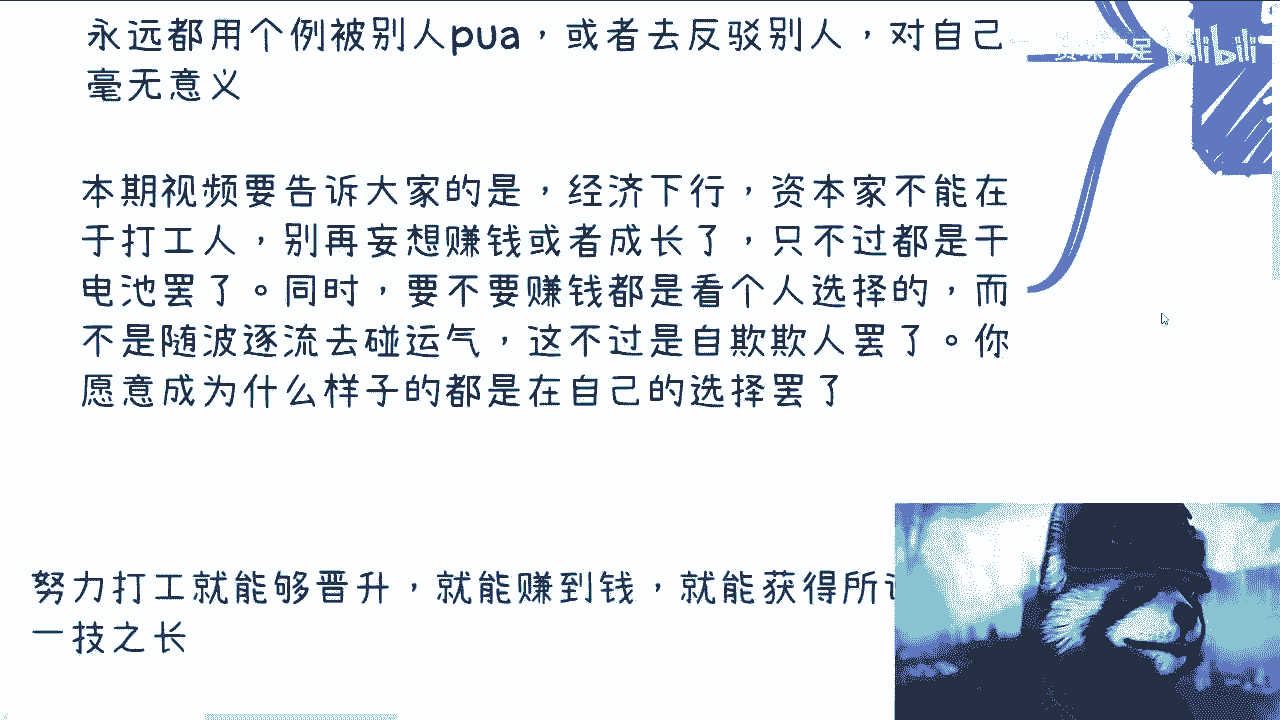 永远都用个例被别人pua，或者去反驳别人，对自己
毫无意义
bilibili
本期视频要告诉大家的是，经济下行，资本家不能在
于打工人，别再妄想赚钱或者成长了，只不过都是干
电池罢了。同时，要不要赚钱都是看个人选择的，而
不是随波逐流去碰运气，这不过是自欺欺人罢了。你
愿意成为什么样子的都是在自己的选择罢了
努力打工就能够晋升，就能赚到钱，就能获得所
一技之长